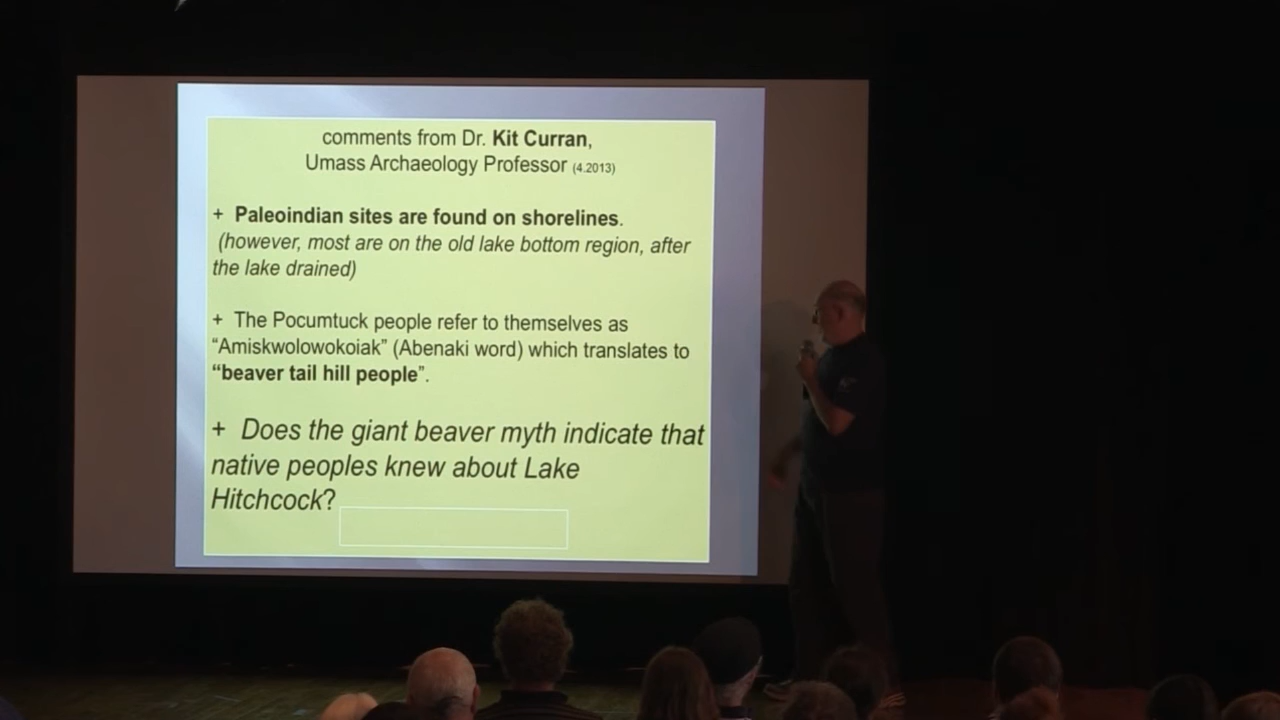 comments from Dr. Kit Curran,
Umass Archaeology Professor (4.2013)
+ Paleoindian sites are found on shorelines.
(however, most are on the old lake bottom region, after
the lake drained)
+ The Pocumtuck people refer to themselves as
“Amiskwolowokoiak” (Abenaki word) which translates to
“beaver tail hill people”.
+ Does the giant beaver myth indicate that
native peoples knew about Lake
Hitchcock?